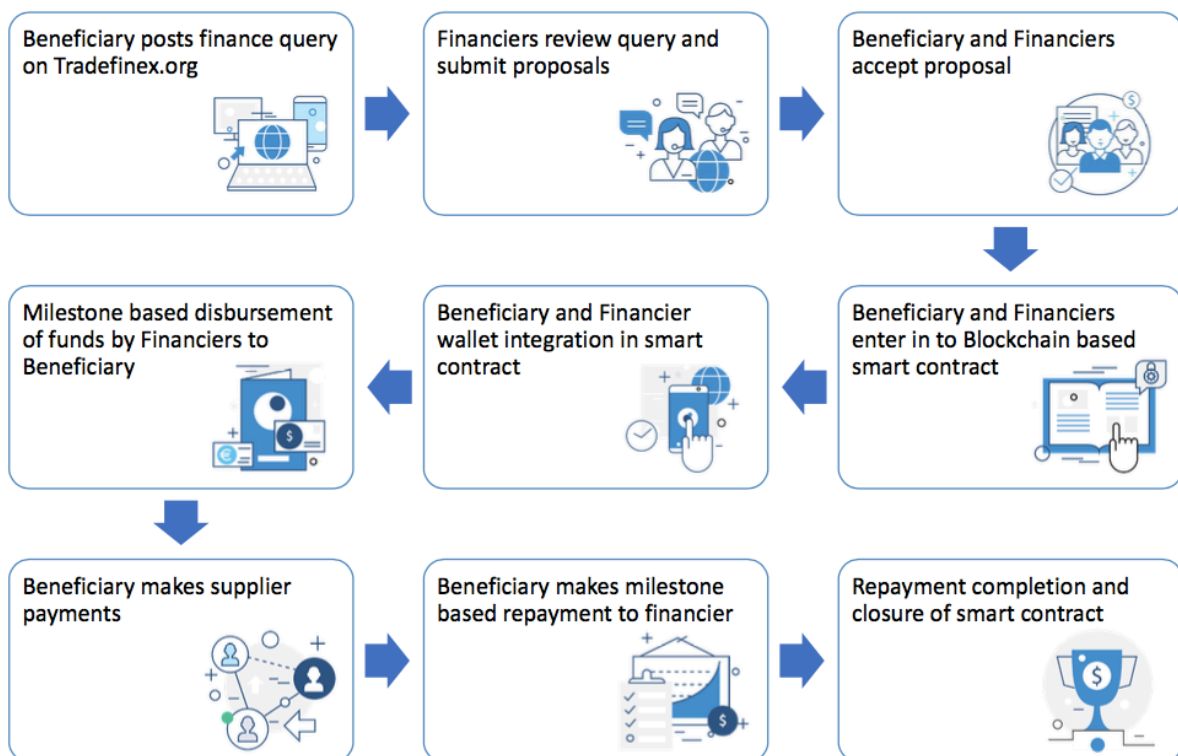 Beneficiary posts finance query
on Tradefinex.org
Financiers review query and
submit proposals
Beneficiary and Financiers
accept proposal
$
Beneficiary and Financiers
enter in to Blockchain based
smart contract
Beneficiary and Financier
wallet integration in smart
contract
Milestone based disbursement
of funds by Financiers to
Beneficiary
$
€
Beneficiary makes supplier
payments
Beneficiary makes milestone
based repayment to financier
$
Repayment completion and
closure of smart contract
$